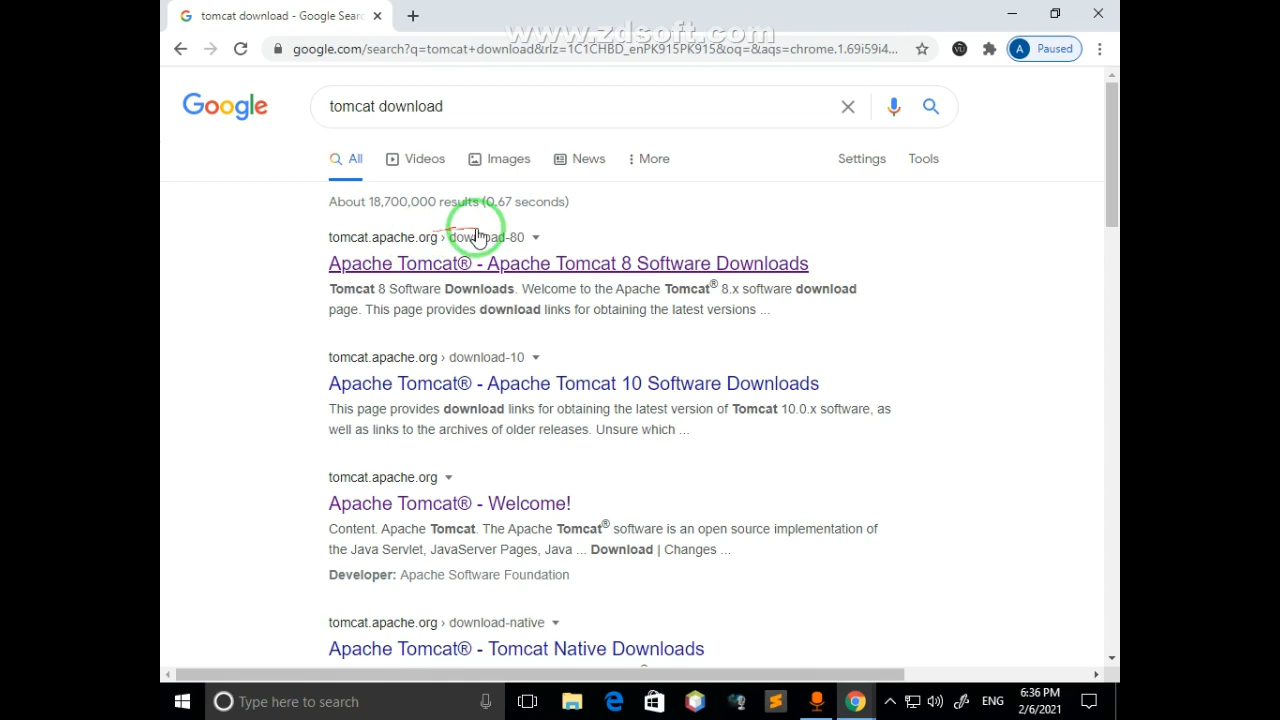 tomcat download - Google Searc
www.zdsoft.com
google.com/search?q=tomcat+download&rlz=1C1CHBD_enPK915PK915&oq=&aqs=chrome.1.69i59i4...
A Paused
Google
tomcat download
All Videos Images News More Settings Tools
About 18,700,000 results (0.67 seconds)
tomcat.apache.org › download-80
Apache Tomcat® - Apache Tomcat 8 Software Downloads
Tomcat 8 Software Downloads. Welcome to the Apache Tomcat® 8.x software download
page. This page provides download links for obtaining the latest versions ...
tomcat.apache.org › download-10
Apache Tomcat® - Apache Tomcat 10 Software Downloads
This page provides download links for obtaining the latest version of Tomcat 10.0.x software, as
well as links to the archives of older releases. Unsure which ...
tomcat.apache.org
Apache Tomcat® - Welcome!
Content. Apache Tomcat. The Apache Tomcat® software is an open source implementation of
the Java Servlet, JavaServer Pages, Java ... Download | Changes ...
Developer: Apache Software Foundation
tomcat.apache.org › download-native
Apache Tomcat® - Tomcat Native Downloads
Type here to search
ENG
6:36 PM
2/6/2021